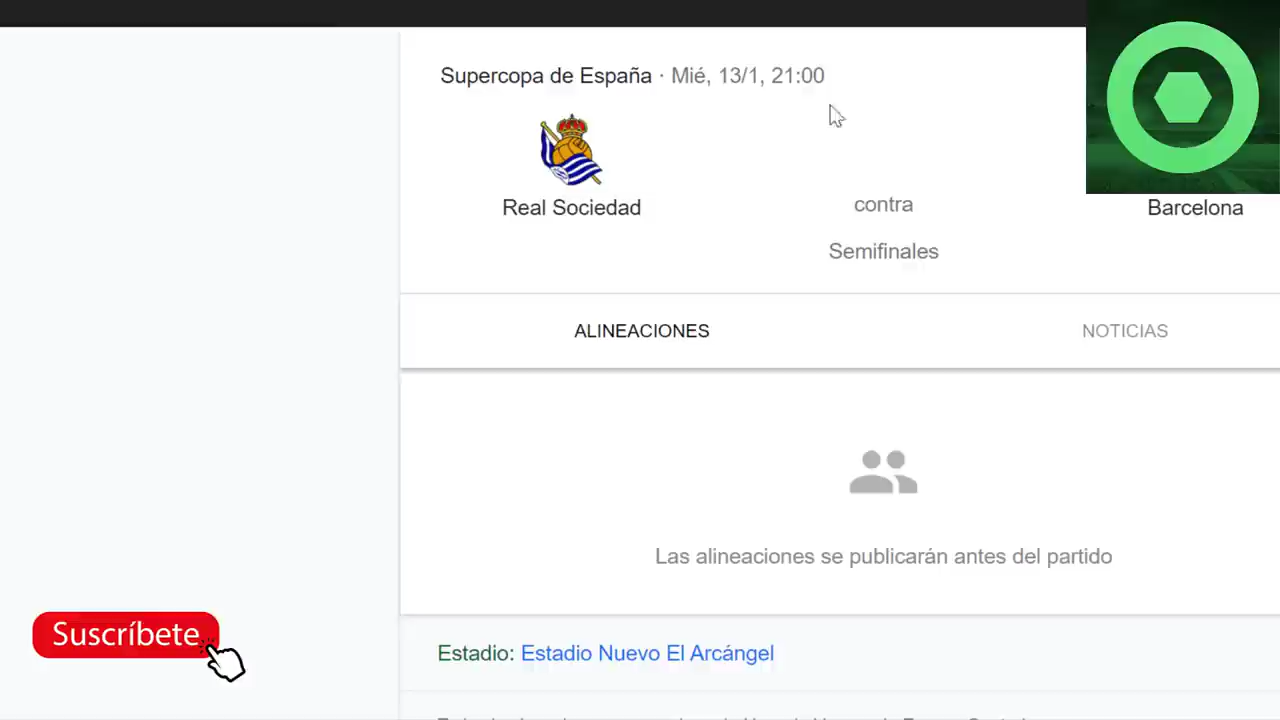 Supercopa de España · Mié, 13/1, 21:00
Real Sociedad
contra
Barcelona
Semifinales
ALINEACIONES
NOTICIAS
Las alineaciones se publicarán antes del partido
Suscríbete
Estadio: Estadio Nuevo El Arcángel